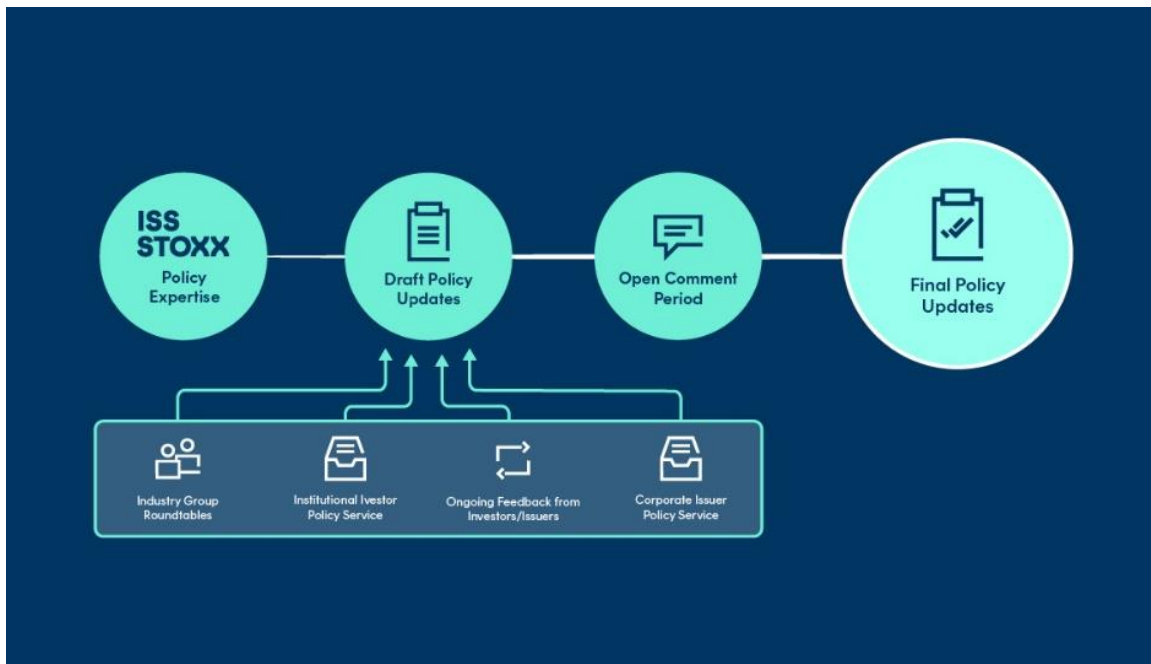 ISS
STOXX
Policy
Expertise
Draft Policy
Updates
Open Comment
Period
Final Policy
Updates
Industry Group
Roundtables
Institutional Ivestor
Policy Service
Ongoing Feedback from
Investors/Issuers
Corporate Issuer
Policy Service